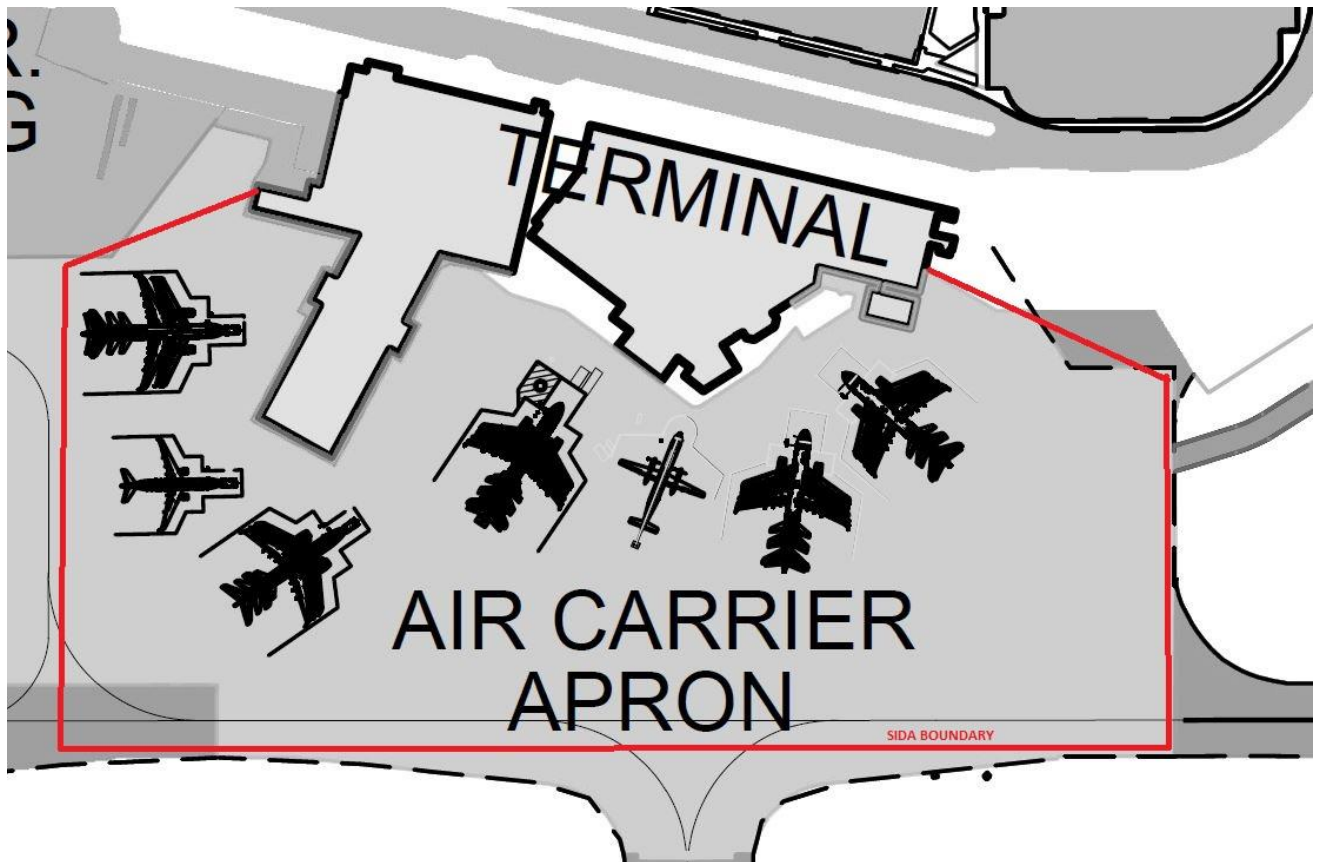 R.
G
TERMINAL
AIR CARRIER
APRON
SIDA BOUNDARY